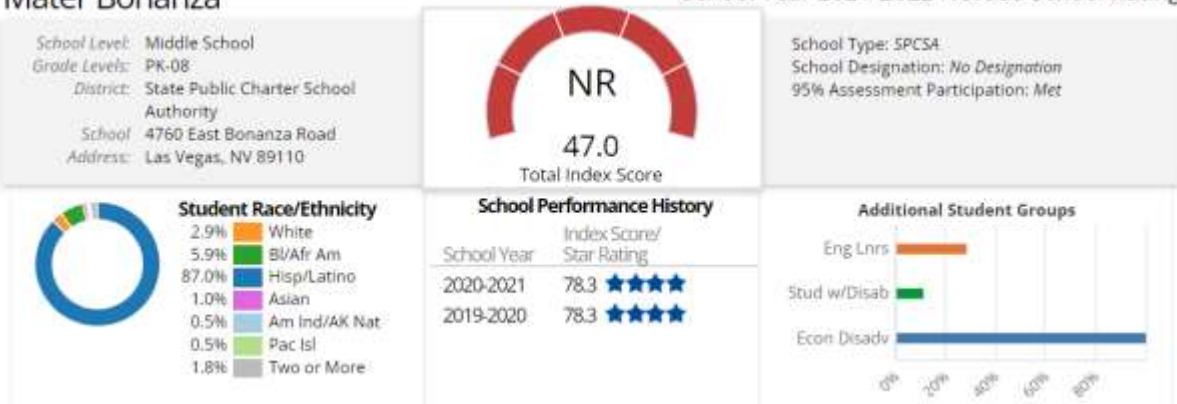 Mater Bonanza
School Level: Middle School
Grade Levels: PK-08
District: State Public Charter School
Authority
School 4760 East Bonanza Road
Address: Las Vegas, NV 89110
NR
47.0
Total Index Score
School Type: SPCSA
School Designation: No Designation
95% Assessment Participation: Met
Student Race/Ethnicity
2.9% White
5.9% Bl/Afr Am
87.0% Hisp/Latino
1.0% Asian
0.5% Am Ind/AK Nat
0.5% Pac Isl
1.8% Two or More
School Performance History
Index Score/
School Year Star Rating
2020-2021 78.3
2019-2020 78.3
Additional Student Groups
Eng Lnrs
Stud w/Disab
Econ Disadv
0% 20% 40% 60% 80%